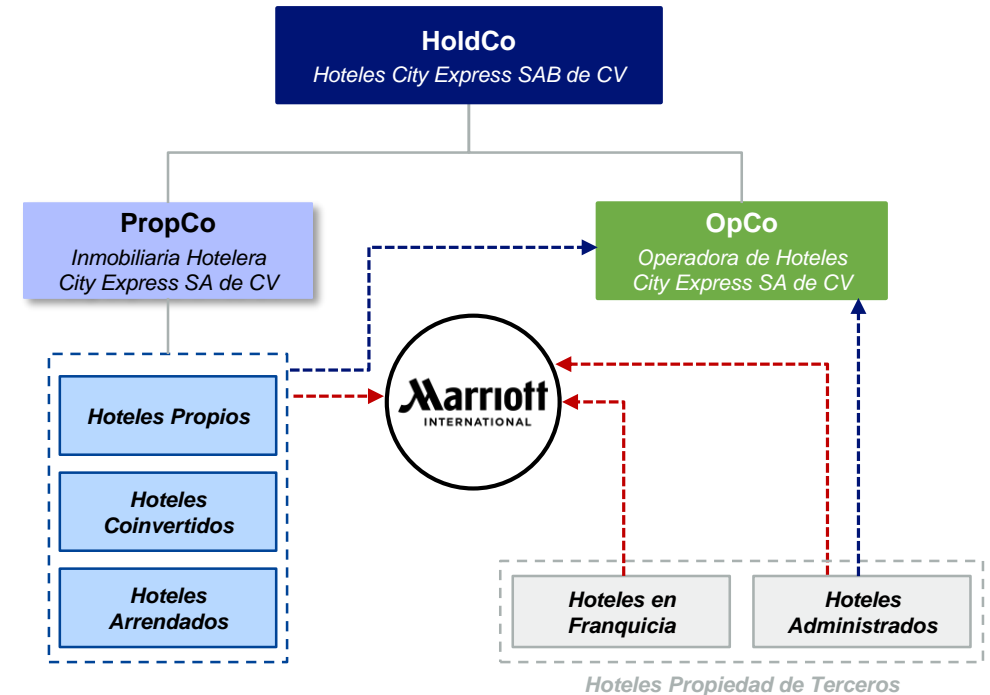 HoldCo
Hoteles City Express SAB de CV
PropCo
Inmobiliaria Hotelera
City Express SA de CV
OpCo
Operadora de Hoteles
City Express SA de CV
Marriott
INTERNATIONAL
Hoteles Propios
Hoteles
Coinvertidos
Hoteles
Arrendados
Hoteles en
Franquicia
Hoteles
Administrados
Hoteles Propiedad de Terceros